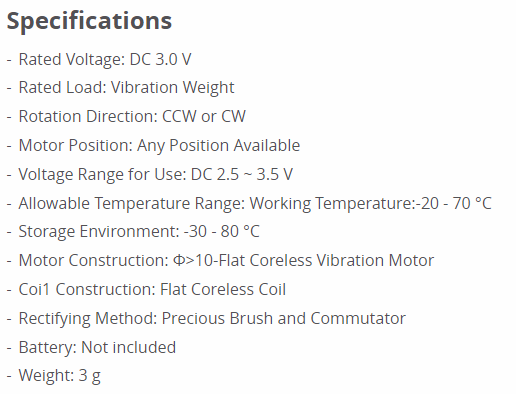 Specifications
- Rated Voltage: DC 3.0 V
- Rated Load: Vibration Weight
- Rotation Direction: CCW or CW
- Motor Position: Any Position Available
- Voltage Range for Use: DC 2.5 ~ 3.5 V
- Allowable Temperature Range: Working Temperature:-20 - 70 °C
- Storage Environment: -30 - 80 °C
- Motor Construction: Φ>10-Flat Coreless Vibration Motor
- Coi1 Construction: Flat Coreless Coil
- Rectifying Method: Precious Brush and Commutator
- Battery: Not included
- Weight: 3 g